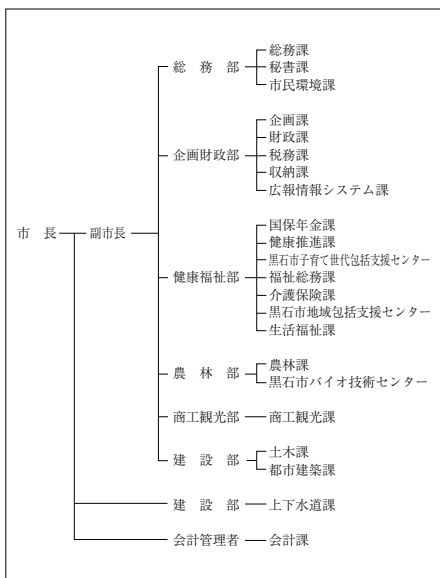 総務部
総務課
秘書課
市民環境課
企画財政部
企画課
財政課
税務課
収納課
広報情報システム課
市長
副市長
健康福祉部
国保年金課
健康推進課
黒石市子育て世代包括支援センター
福祉総務課
介護保険課
黒石市地域包括支援センター
生活福祉課
農林部
農林課
黒石市バイオ技術センター
商工観光部
商工観光課
建設部
土木課
都市建築課
建設部
上下水道課
会計管理者
会計課